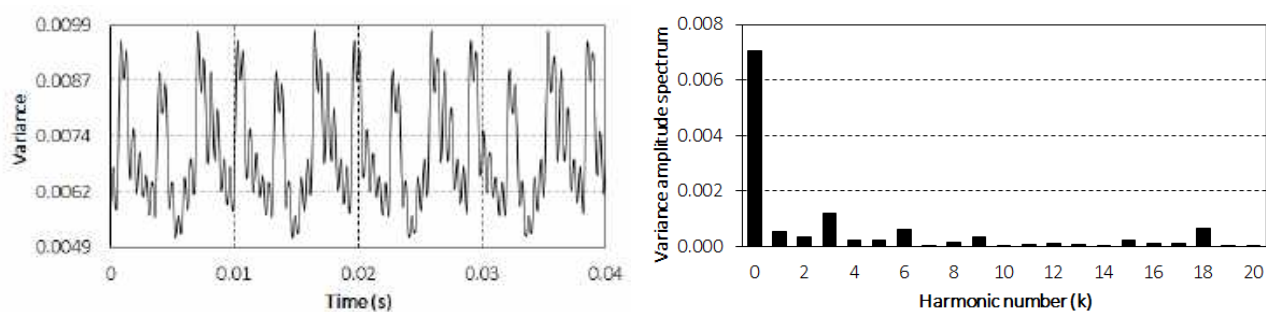 0.0099
0.0087
0.0074
0.0062
0.0049
Variance
0 0.01 0.02 0.03 0.04
Time (s)
0.008
0.006
0.004
0.002
0.000
Variance amplitude spectrum
0 2 4 6 8 10 12 14 16 18 20
Harmonic number (k)